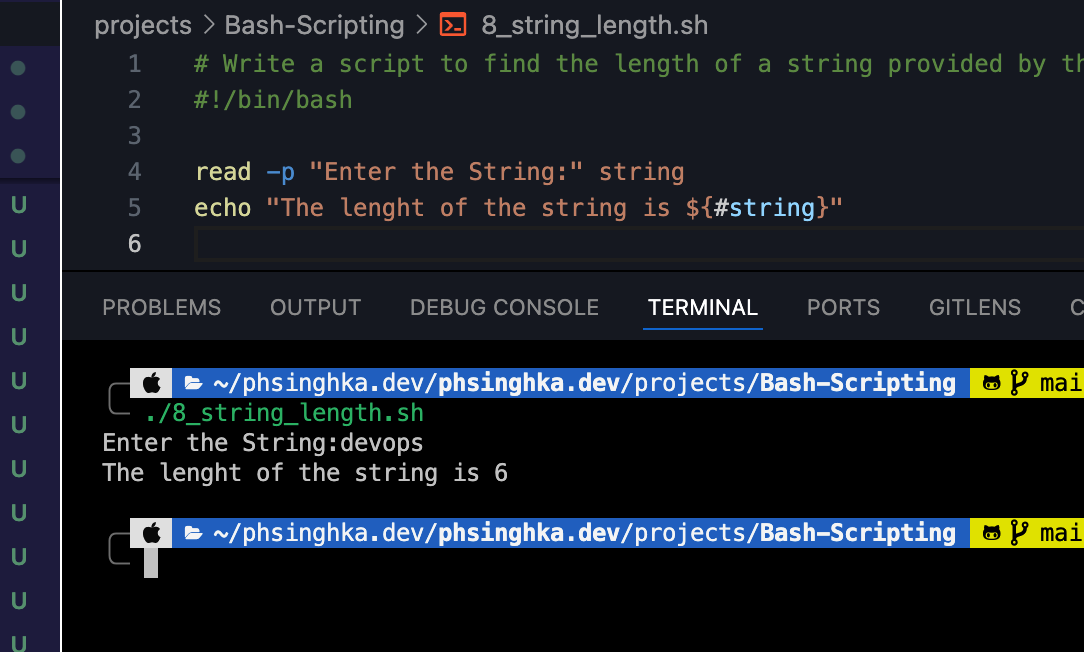 projects > Bash-Scripting > 8_string_length.sh
1 # Write a script to find the length of a string provided by
2 #!/bin/bash
3
4 read -p "Enter the String:" string
5 echo "The lenght of the string is ${#string}"
6
PROBLEMS OUTPUT DEBUG CONSOLE TERMINAL PORTS GITLENS
~/phsinghka.dev/phsinghka.dev/projects/Bash-Scripting
./8_string_length.sh
Enter the String:devops
The lenght of the string is 6
~/phsinghka.dev/phsinghka.dev/projects/Bash-Scripting
U
U
U
U
U
U
U
U
U
U
U